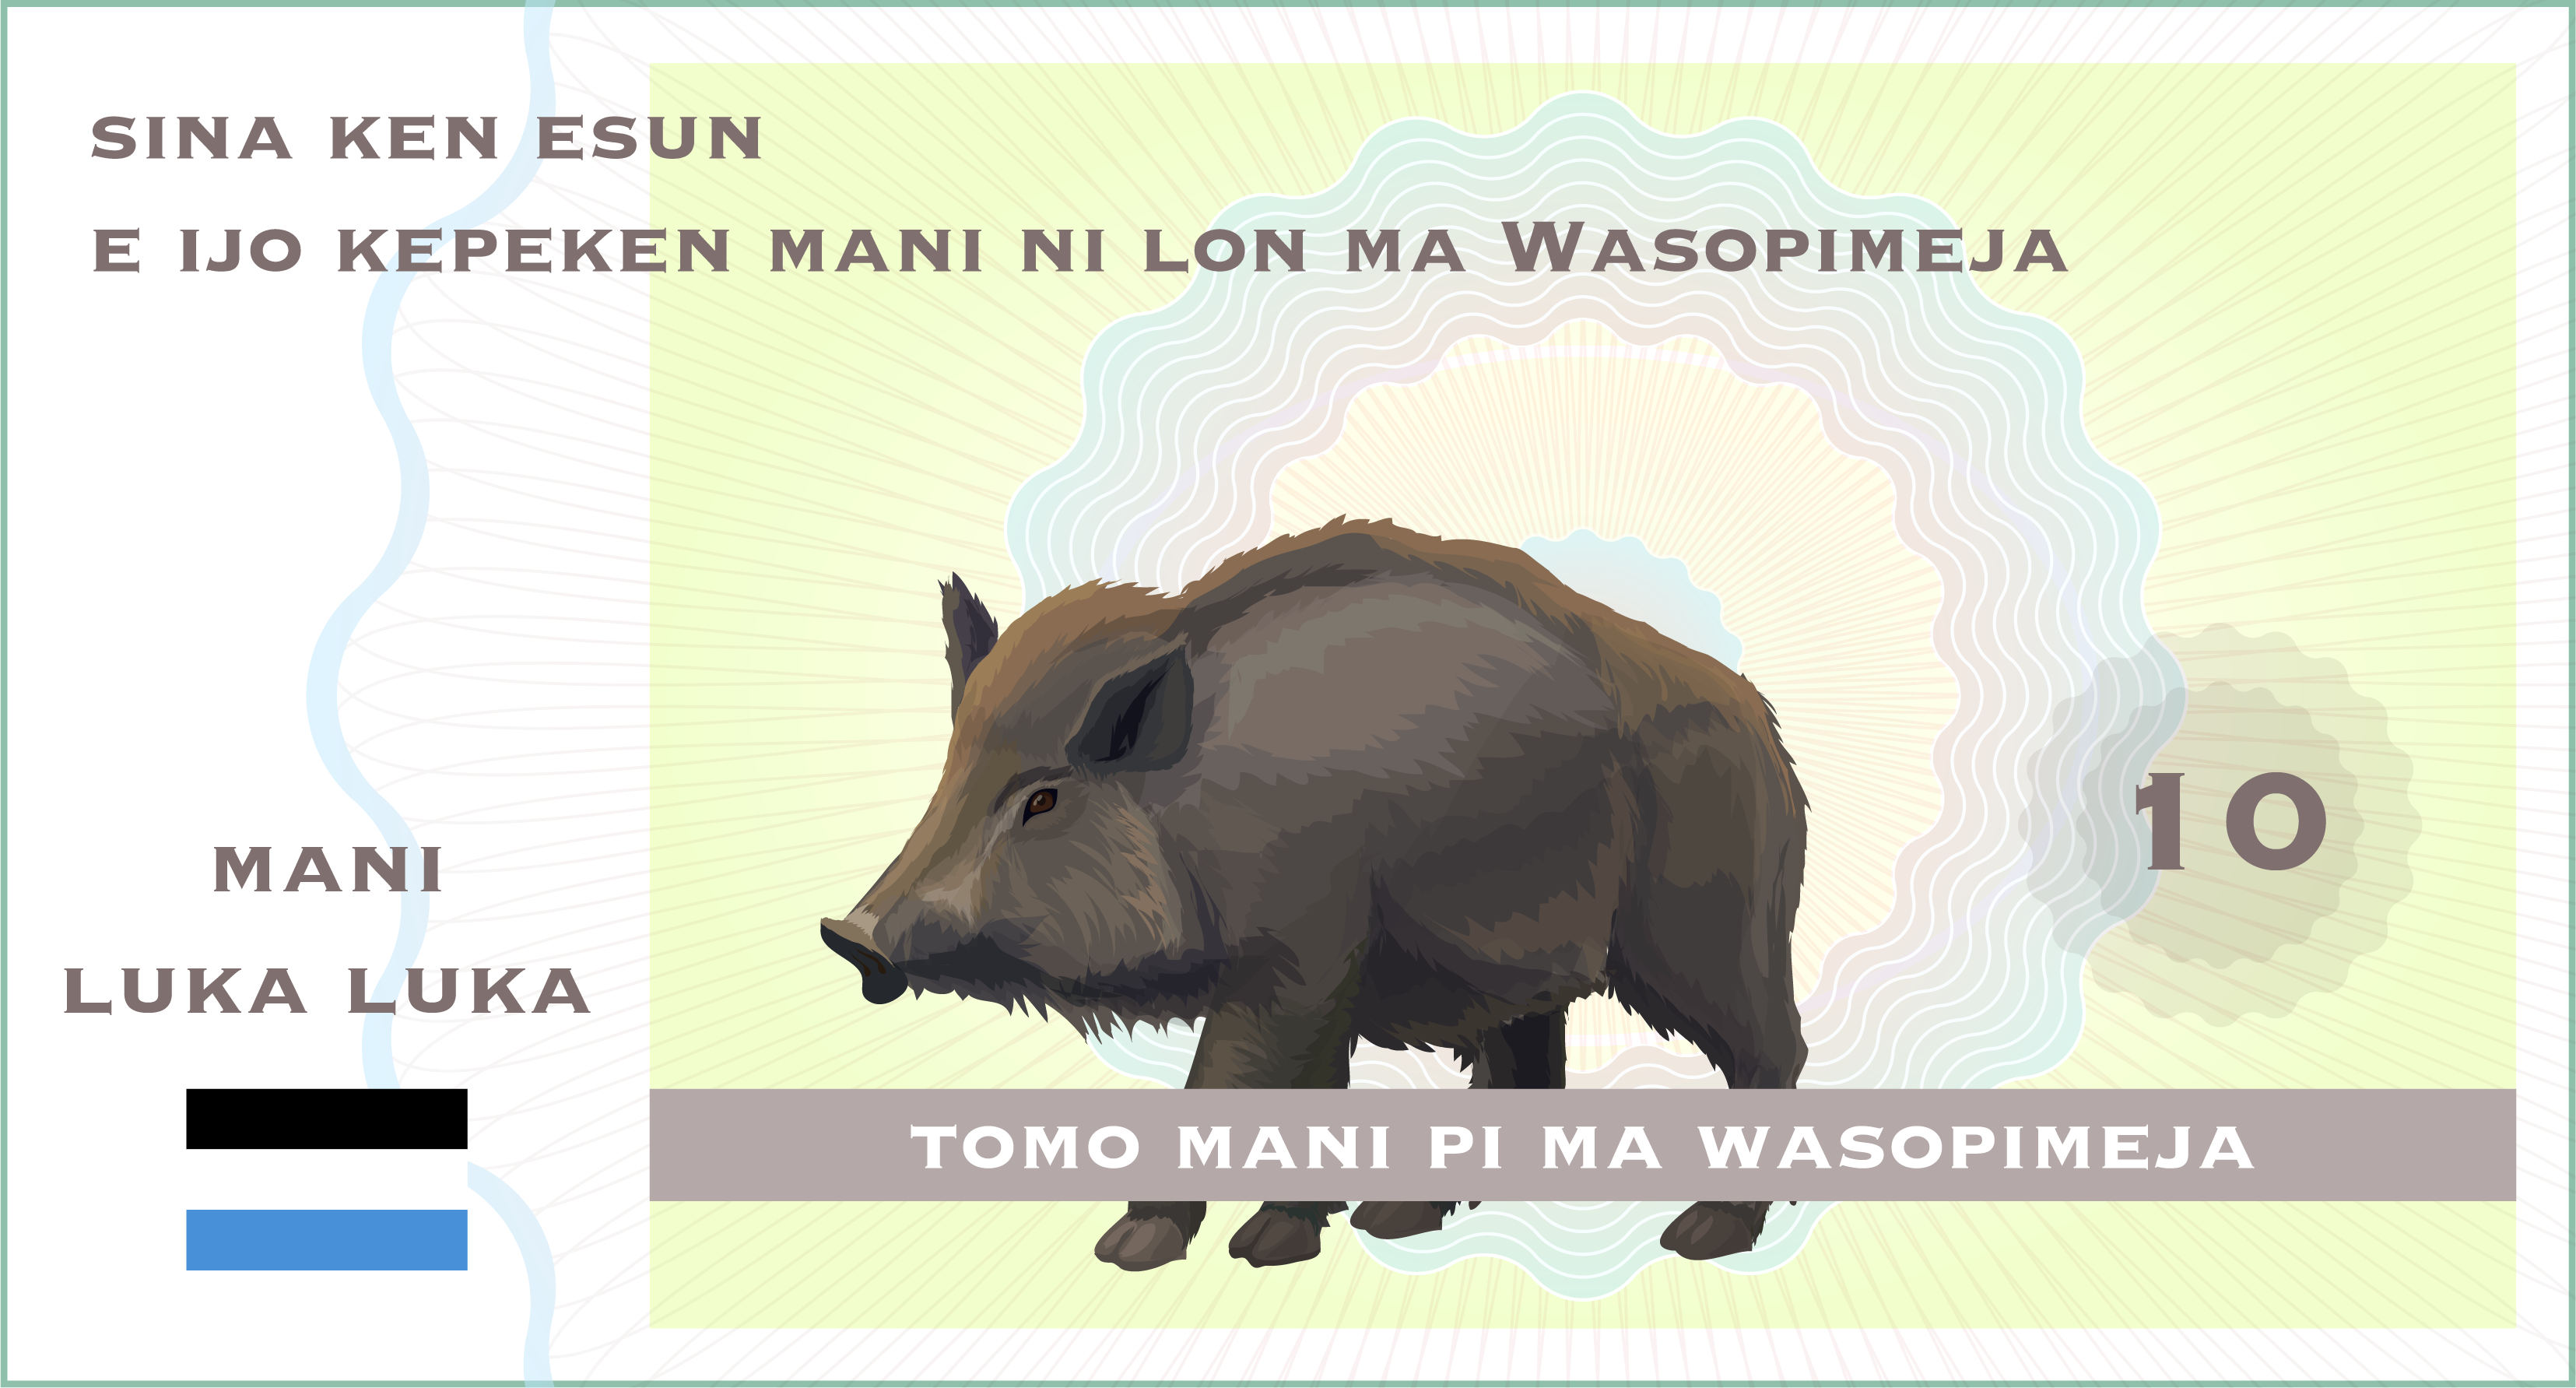 SINA KEN ESUN
E IJO KEPEKEN MANI NI LON MA WASOPIMEJA
MANI
LUKA LUKA
10
TOMO MANI PI MA WASOPIMEJA